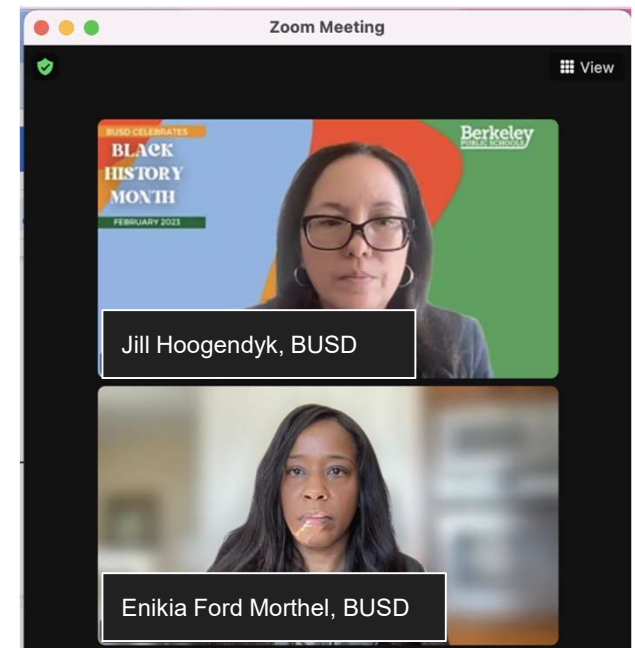 Zoom Meeting
View
BUSD CELEBRATES
BLACK
HISTORY
MONTH
FEBRUARY 2023
Berkeley
PUBLIC SCHOOLS
Jill Hoogendyk, BUSD
Enikia Ford Morthel, BUSD